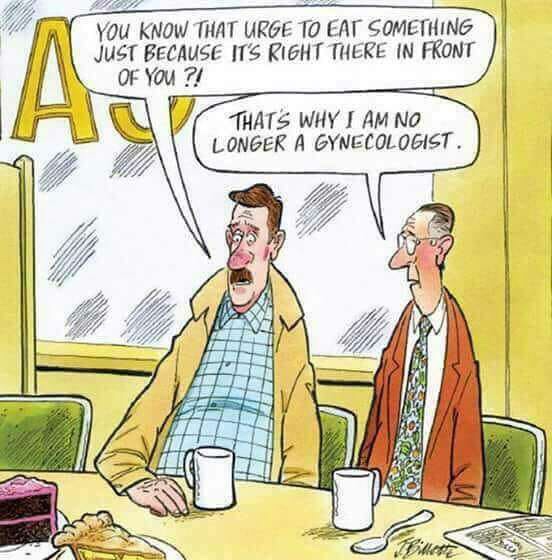 YOU KNOW THAT URGE TO EAT SOMETHING
JUST BECAUSE IT'S RIGHT THERE IN FRONT
OF YOU ?!
THAT'S WHY I AM NO
LONGER A GYNECOLOGIST.